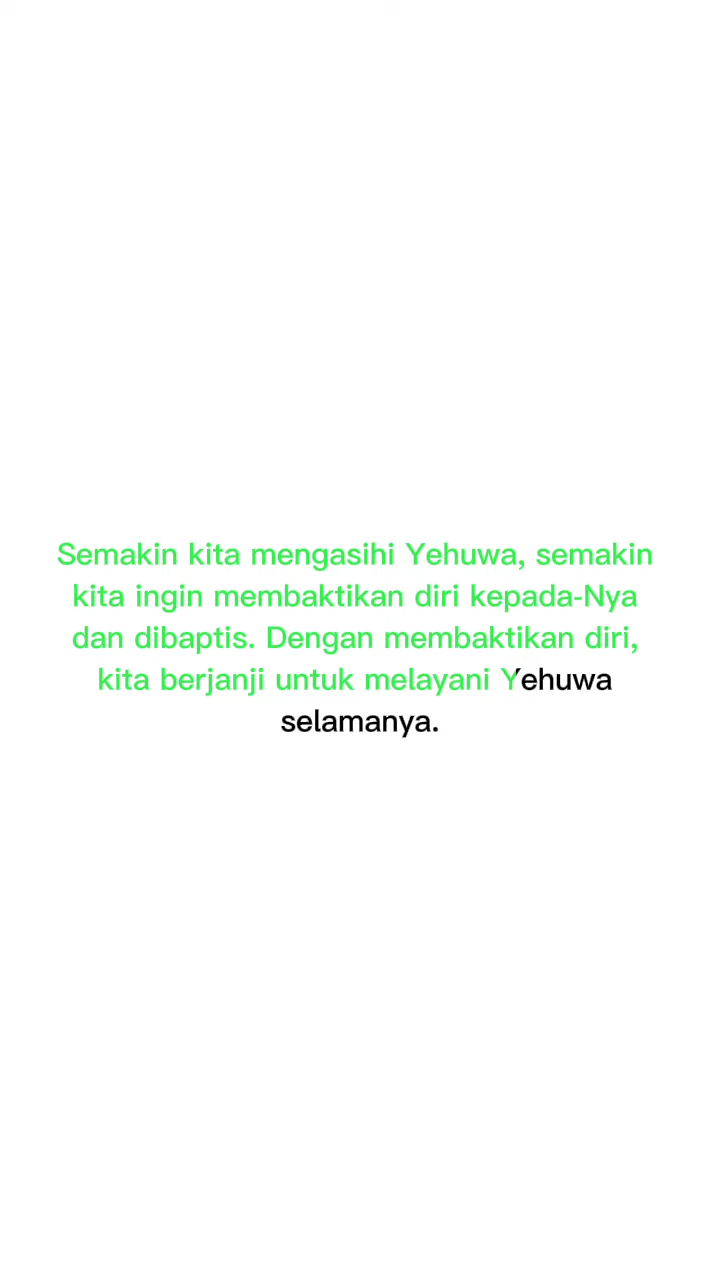 Semakin kita mengasihi Yehuwa, semakin
kita ingin membaktikan diri kepada-Nya
dan dibaptis. Dengan membaktikan diri,
kita berjanji untuk melayani Yehuwa
selamanya.